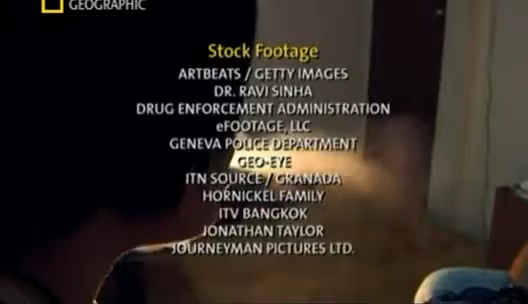 GEOGRAPHIC
Stock Footage
ARTBEATS / GETTY IMAGES
DR. RAVI SINHA
DRUG ENFORCEMENT ADMINISTRATION
eFOOTAGE, LLC
GENEVA POLICE DEPARTMENT
GEO-EYE
ITN SOURCE / GRANADA
HORNICKEL FAMILY
ITV BANGKOK
JONATHAN TAYLOR
JOURNEYMAN PICTURES LTD.